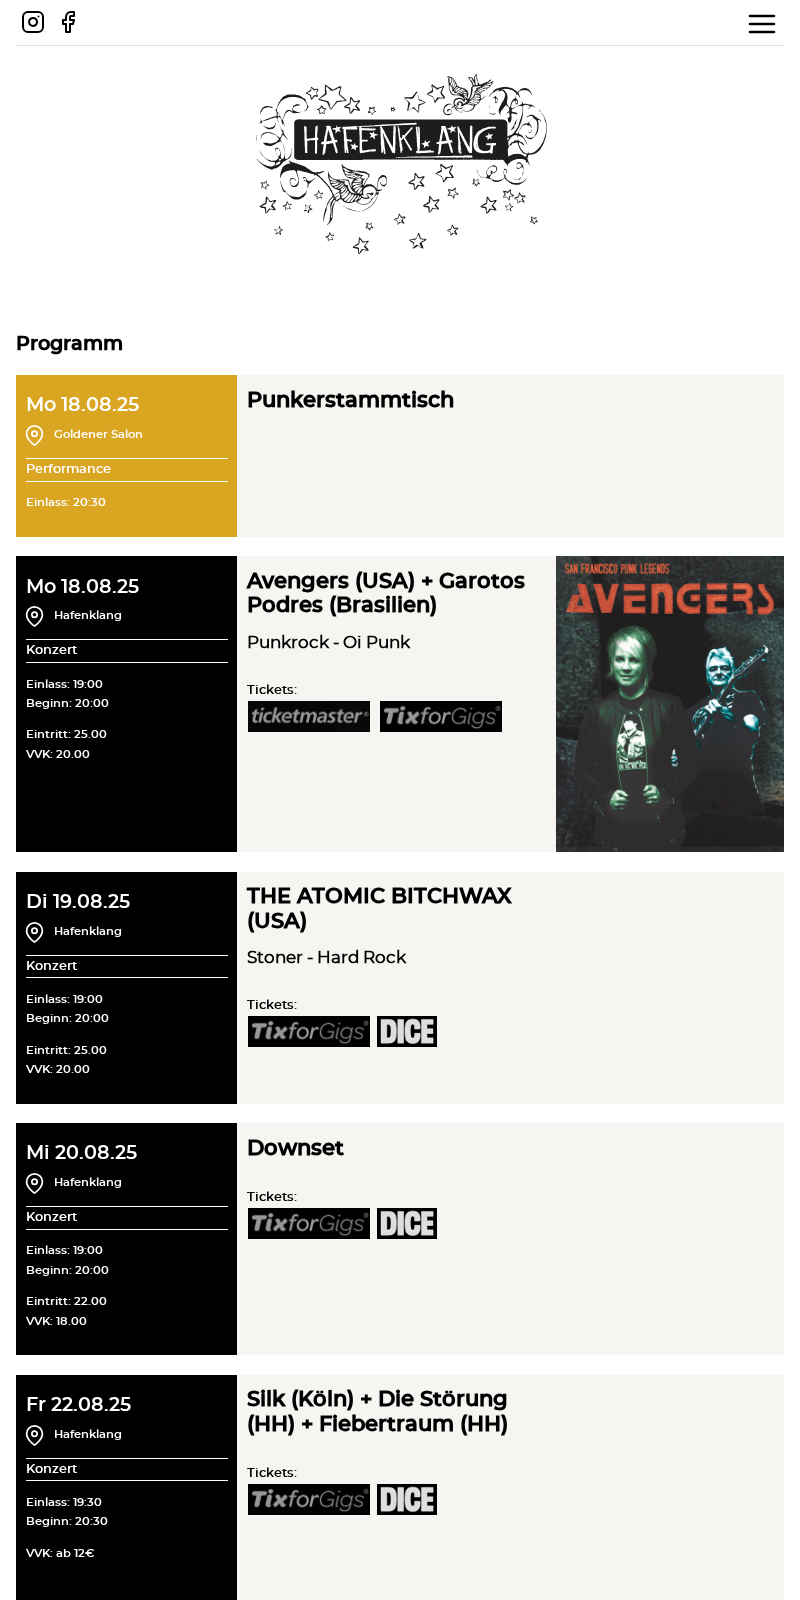 HAFENKLANG
Programm
Mo 18.08.25
Goldener Salon
Performance
Einlass: 20:30
Punkerstammtisch
Mo 18.08.25
Hafenklang
Konzert
Einlass: 19:00
Beginn: 20:00
Eintritt: 25.00
VVK: 20.00
Avengers (USA) + Garotos
Podres (Brasilien)
Punkrock - Oi Punk
Tickets:
ticketmaster® TixforGigs®
SAN FRANCISCO PUNK LEGENDS
AVENGERS
Di 19.08.25
Hafenklang
Konzert
Einlass: 19:00
Beginn: 20:00
Eintritt: 25.00
VVK: 20.00
THE ATOMIC BITCHWAX
(USA)
Stoner - Hard Rock
Tickets:
TixforGigs® DICE
Mi 20.08.25
Hafenklang
Konzert
Einlass: 19:00
Beginn: 20:00
Eintritt: 22.00
VVK: 18.00
Downset
Tickets:
TixforGigs® DICE
Fr 22.08.25
Hafenklang
Konzert
Einlass: 19:30
Beginn: 20:30
VVK: ab 12€
Silk (Köln) + Die Störung
(HH) + Fiebertraum (HH)
Tickets:
TixforGigs® DICE